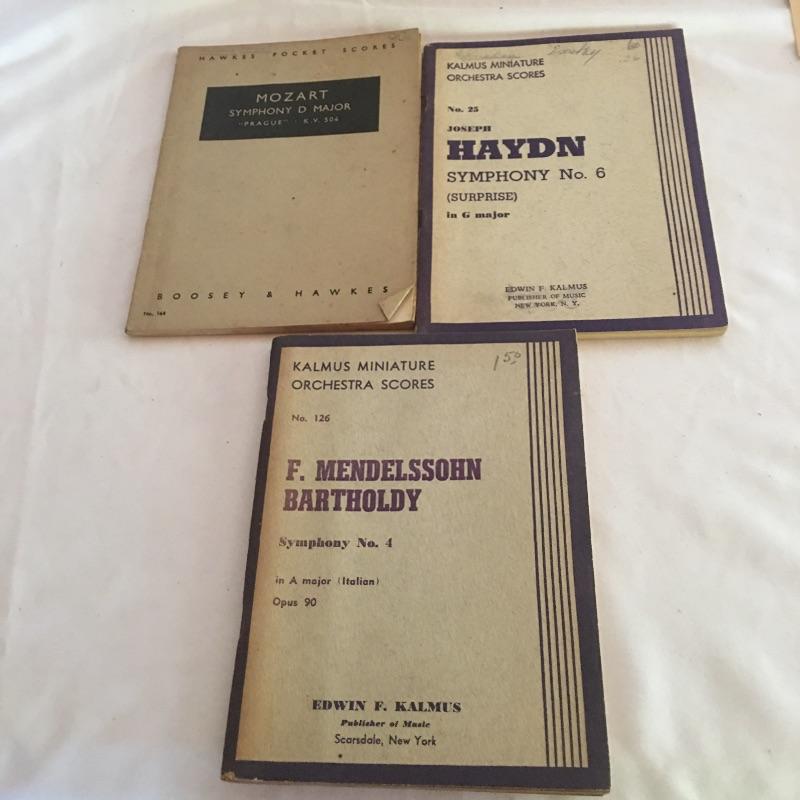 HAWKES POCKET SCORES
MOZART
SYMPHONY D MAJOR
"PRAGUE" · K.V. 504
BOOSEY & HAWKES
No. 164
KALMUS MINIATURE
ORCHESTRA SCORES
No. 25
JOSEPH
HAYDN
SYMPHONY No. 6
(SURPRISE)
in G major
EDWIN F. KALMUS
PUBLISHER OF MUSIC
NEW YORK, N. Y.
KALMUS MINIATURE
ORCHESTRA SCORES
1.50
No. 126
F. MENDELSSOHN
BARTHOLDY
Symphony No. 4
in A major (Italian)
Opus 90
EDWIN F. KALMUS
Publisher of Music
Scarsdale, New York